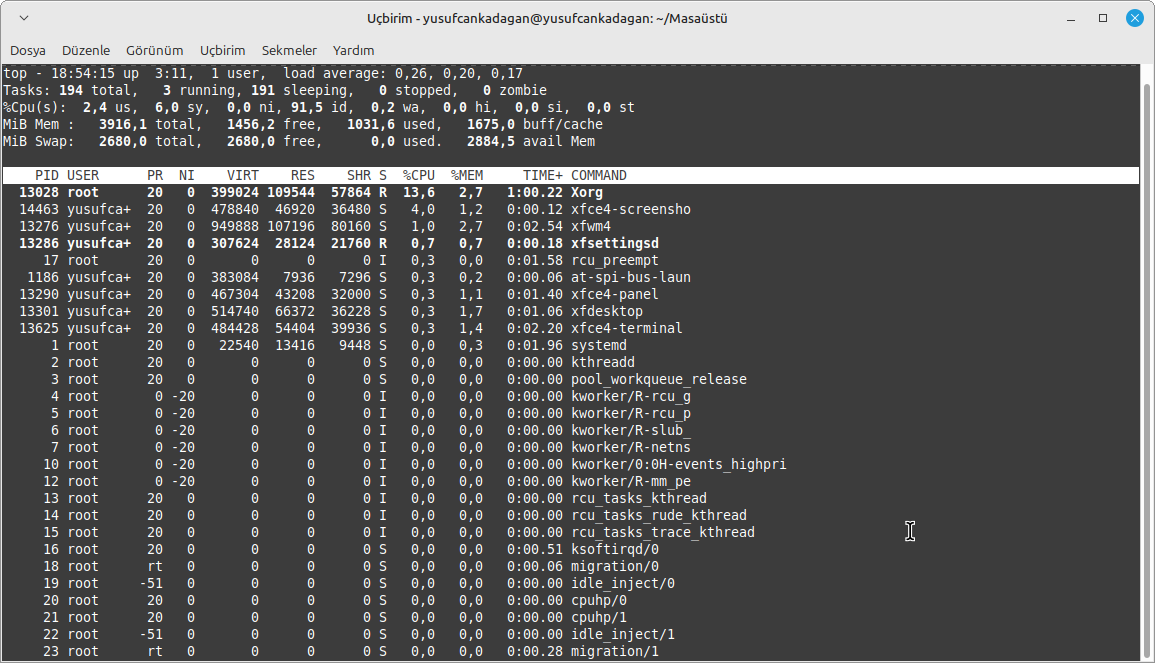 Uçbirim - yusufcankadagan@yusufcankadagan: ~/Masaüstü
Dosya Düzenle Görünüm Uçbirim Sekmeler Yardım
top - 18:54:15 up  3:11,  1 user,  load average: 0,26, 0,20, 0,17
Tasks: 194 total,   3 running, 191 sleeping,   0 stopped,   0 zombie
%Cpu(s):  2,4 us,  6,0 sy,  0,0 ni, 91,5 id,  0,2 wa,  0,0 hi,  0,0 si,  0,0 st
MiB Mem :   3916,1 total,   1456,2 free,   1031,6 used,   1675,0 buff/cache
MiB Swap:   2680,0 total,   2680,0 free,      0,0 used.   2884,5 avail Mem
PID USER      PR  NI    VIRT    RES    SHR S  %CPU  %MEM     TIME+ COMMAND
13028 root      20   0  399024 109544  57864 R  13,6   2,7   1:00.22 Xorg
14463 yusufca+  20   0  478840  46920  36480 S   4,0   1,2   0:00.12 xfce4-screensho
13276 yusufca+  20   0  949888 107196  80160 S   1,0   2,7   0:02.54 xfwm4
13286 yusufca+  20   0  307624  28124  21760 R   0,7   0,7   0:00.18 xfsettingsd
17 root      20   0       0      0      0 I   0,3   0,0   0:01.58 rcu_preempt
1186 yusufca+  20   0  383084   7936   7296 S   0,3   0,2   0:00.06 at-spi-bus-laun
13290 yusufca+  20   0  467304  43208  32000 S   0,3   1,1   0:01.40 xfce4-panel
13301 yusufca+  20   0  514740  66372  36228 S   0,3   1,7   0:01.06 xfdesktop
13625 yusufca+  20   0  484428  54404  39936 S   0,3   1,4   0:02.20 xfce4-terminal
1 root      20   0   22540  13416   9448 S   0,0   0,3   0:01.96 systemd
2 root      20   0       0      0      0 S   0,0   0,0   0:00.00 kthreadd
3 root      20   0       0      0      0 S   0,0   0,0   0:00.00 pool_workqueue_release
4 root       0 -20       0      0      0 I   0,0   0,0   0:00.00 kworker/R-rcu_g
5 root       0 -20       0      0      0 I   0,0   0,0   0:00.00 kworker/R-rcu_p
6 root       0 -20       0      0      0 I   0,0   0,0   0:00.00 kworker/R-slub_
7 root       0 -20       0      0      0 I   0,0   0,0   0:00.00 kworker/R-netns
10 root       0 -20       0      0      0 I   0,0   0,0   0:00.00 kworker/0:0H-events_highpri
12 root       0 -20       0      0      0 I   0,0   0,0   0:00.00 kworker/R-mm_pe
13 root      20   0       0      0      0 I   0,0   0,0   0:00.00 rcu_tasks_kthread
14 root      20   0       0      0      0 I   0,0   0,0   0:00.00 rcu_tasks_rude_kthread
15 root      20   0       0      0      0 I   0,0   0,0   0:00.00 rcu_tasks_trace_kthread
16 root      20   0       0      0      0 S   0,0   0,0   0:00.51 ksoftirqd/0
18 root      rt   0       0      0      0 S   0,0   0,0   0:00.06 migration/0
19 root     -51   0       0      0      0 S   0,0   0,0   0:00.00 idle_inject/0
20 root      20   0       0      0      0 S   0,0   0,0   0:00.00 cpuhp/0
21 root      20   0       0      0      0 S   0,0   0,0   0:00.00 cpuhp/1
22 root     -51   0       0      0      0 S   0,0   0,0   0:00.00 idle_inject/1
23 root      rt   0       0      0      0 S   0,0   0,0   0:00.28 migration/1